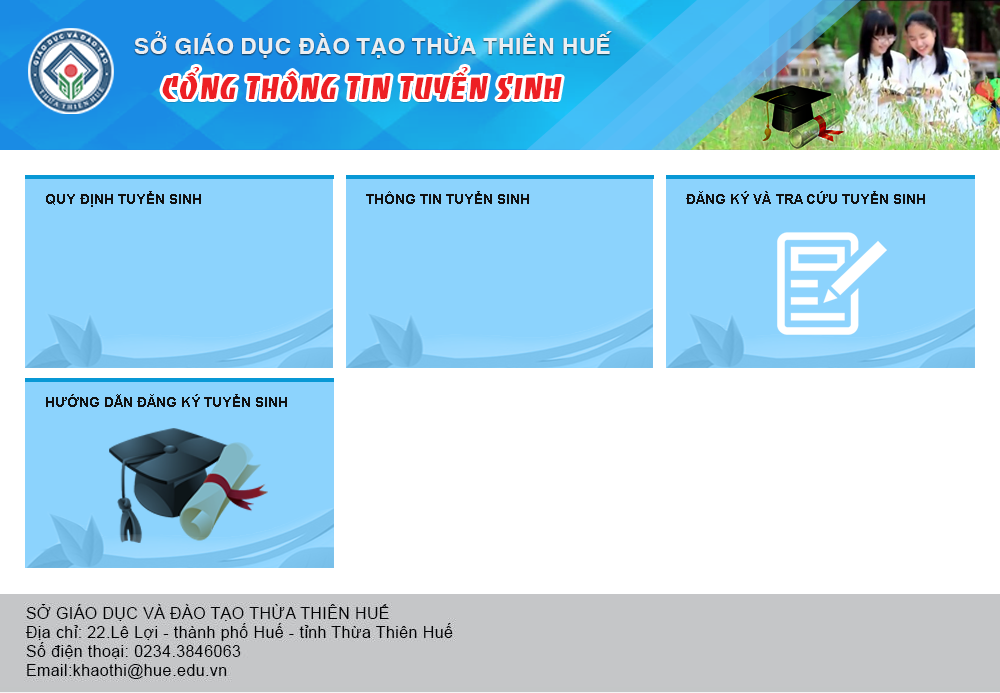 GIÁO DỤC VÀ ĐÀO TẠO
THỪA THIÊN HUẾ
SỞ GIÁO DỤC ĐÀO TẠO THỪA THIÊN HUẾ
CỔNG THÔNG TIN TUYỂN SINH
QUY ĐỊNH TUYỂN SINH
THÔNG TIN TUYỂN SINH
ĐĂNG KÝ VÀ TRA CỨU TUYỂN SINH
HƯỚNG DẪN ĐĂNG KÝ TUYỂN SINH
SỞ GIÁO DỤC VÀ ĐÀO TẠO THỪA THIÊN HUẾ
Địa chỉ: 22.Lê Lợi - thành phố Huế - tỉnh Thừa Thiên Huế
Số điện thoại: 0234.3846063
Email:khaothi@hue.edu.vn